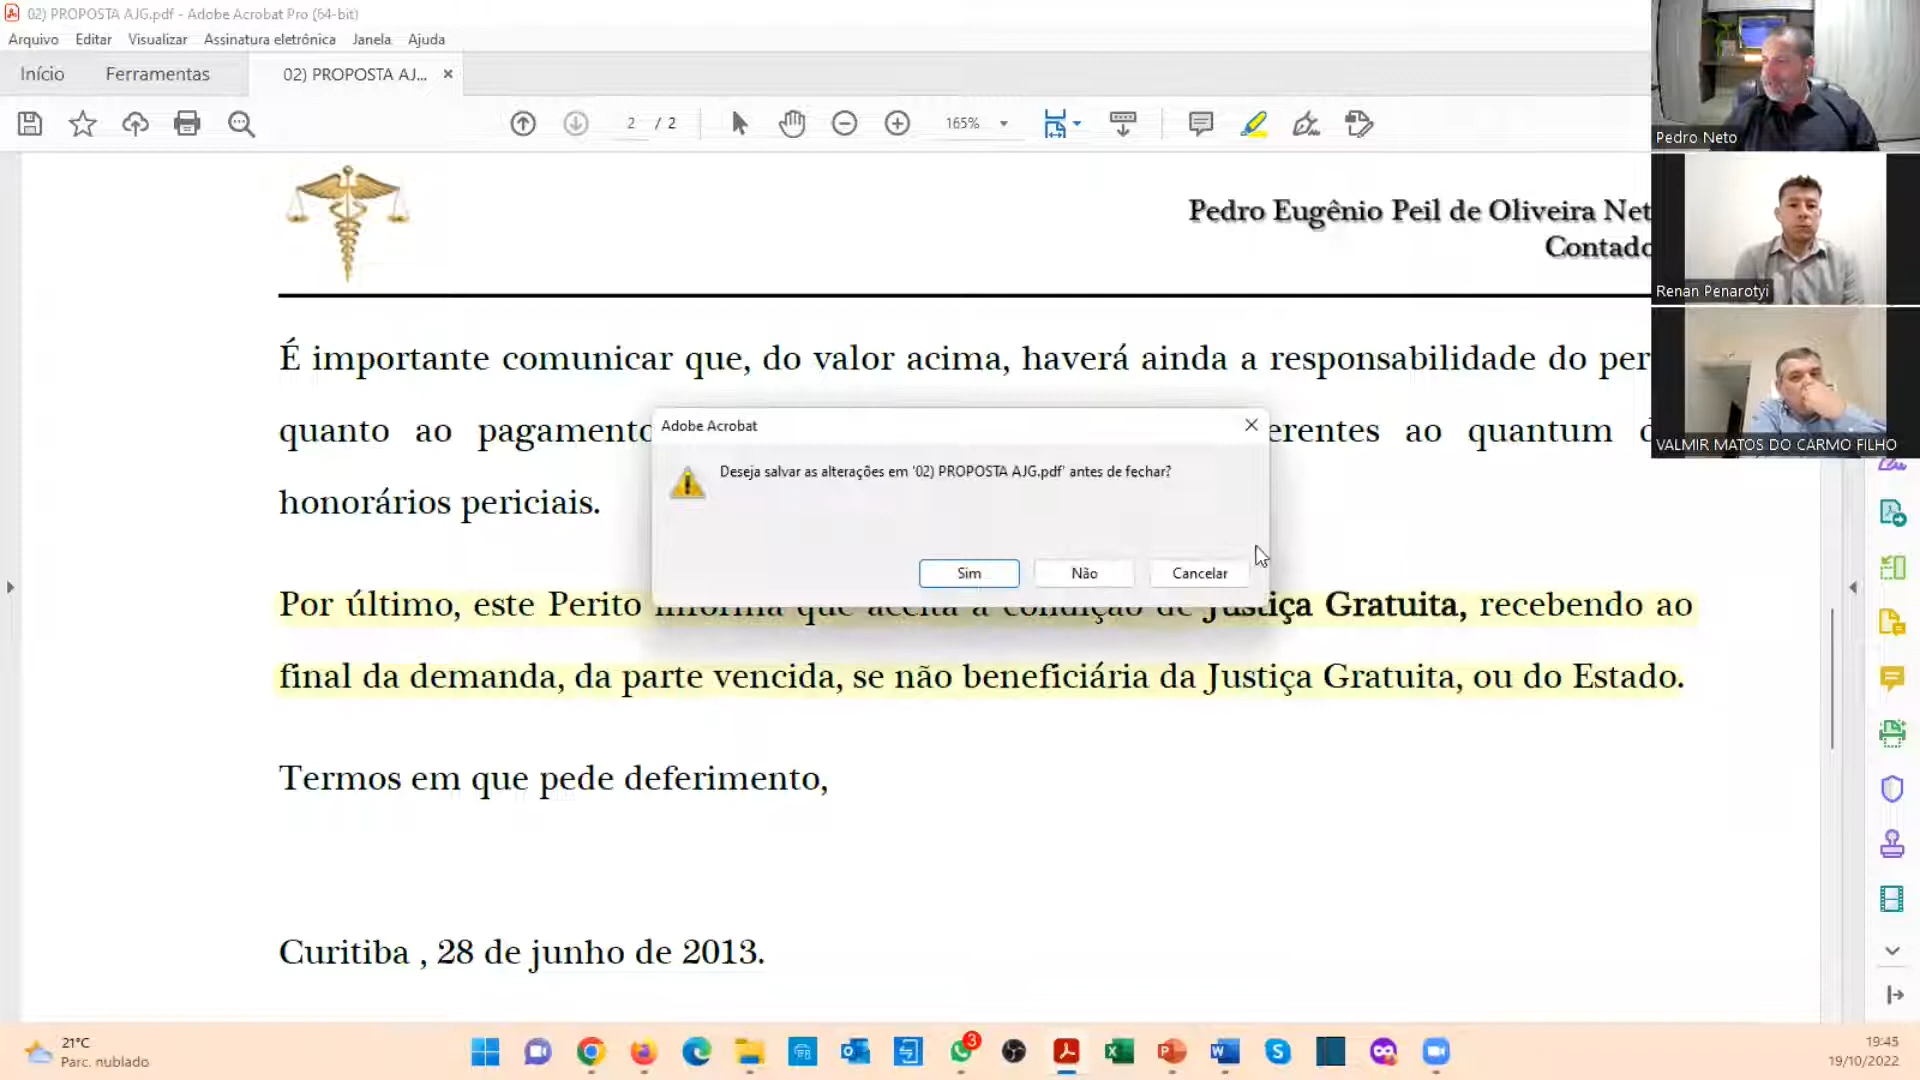 02) PROPOSTA AJG.pdf - Adobe Acrobat Pro (64-bit)
Arquivo Editar Visualizar Assinatura eletrônica Janela Ajuda
Início Ferramentas 02) PROPOSTA AJ... ×
2 / 2 165%
Pedro Neto
Renan Penarotyi
VALMIR MATOS DO CARMO FILHO
Pedro Eugênio Peil de Oliveira Net
Contado
É importante comunicar que, do valor acima, haverá ainda a responsabilidade do per
quanto ao pagamento erentes ao quantum d
honorários periciais.
Adobe Acrobat
Deseja salvar as alterações em '02) PROPOSTA AJG.pdf' antes de fechar?
Sim Não Cancelar
Por último, este Perito informa que aceita a condição de Justiça Gratuita, recebendo ao
final da demanda, da parte vencida, se não beneficiária da Justiça Gratuita, ou do Estado.
Termos em que pede deferimento,
Curitiba , 28 de junho de 2013.
21°C
Parc. nublado
3
19:45
19/10/2022